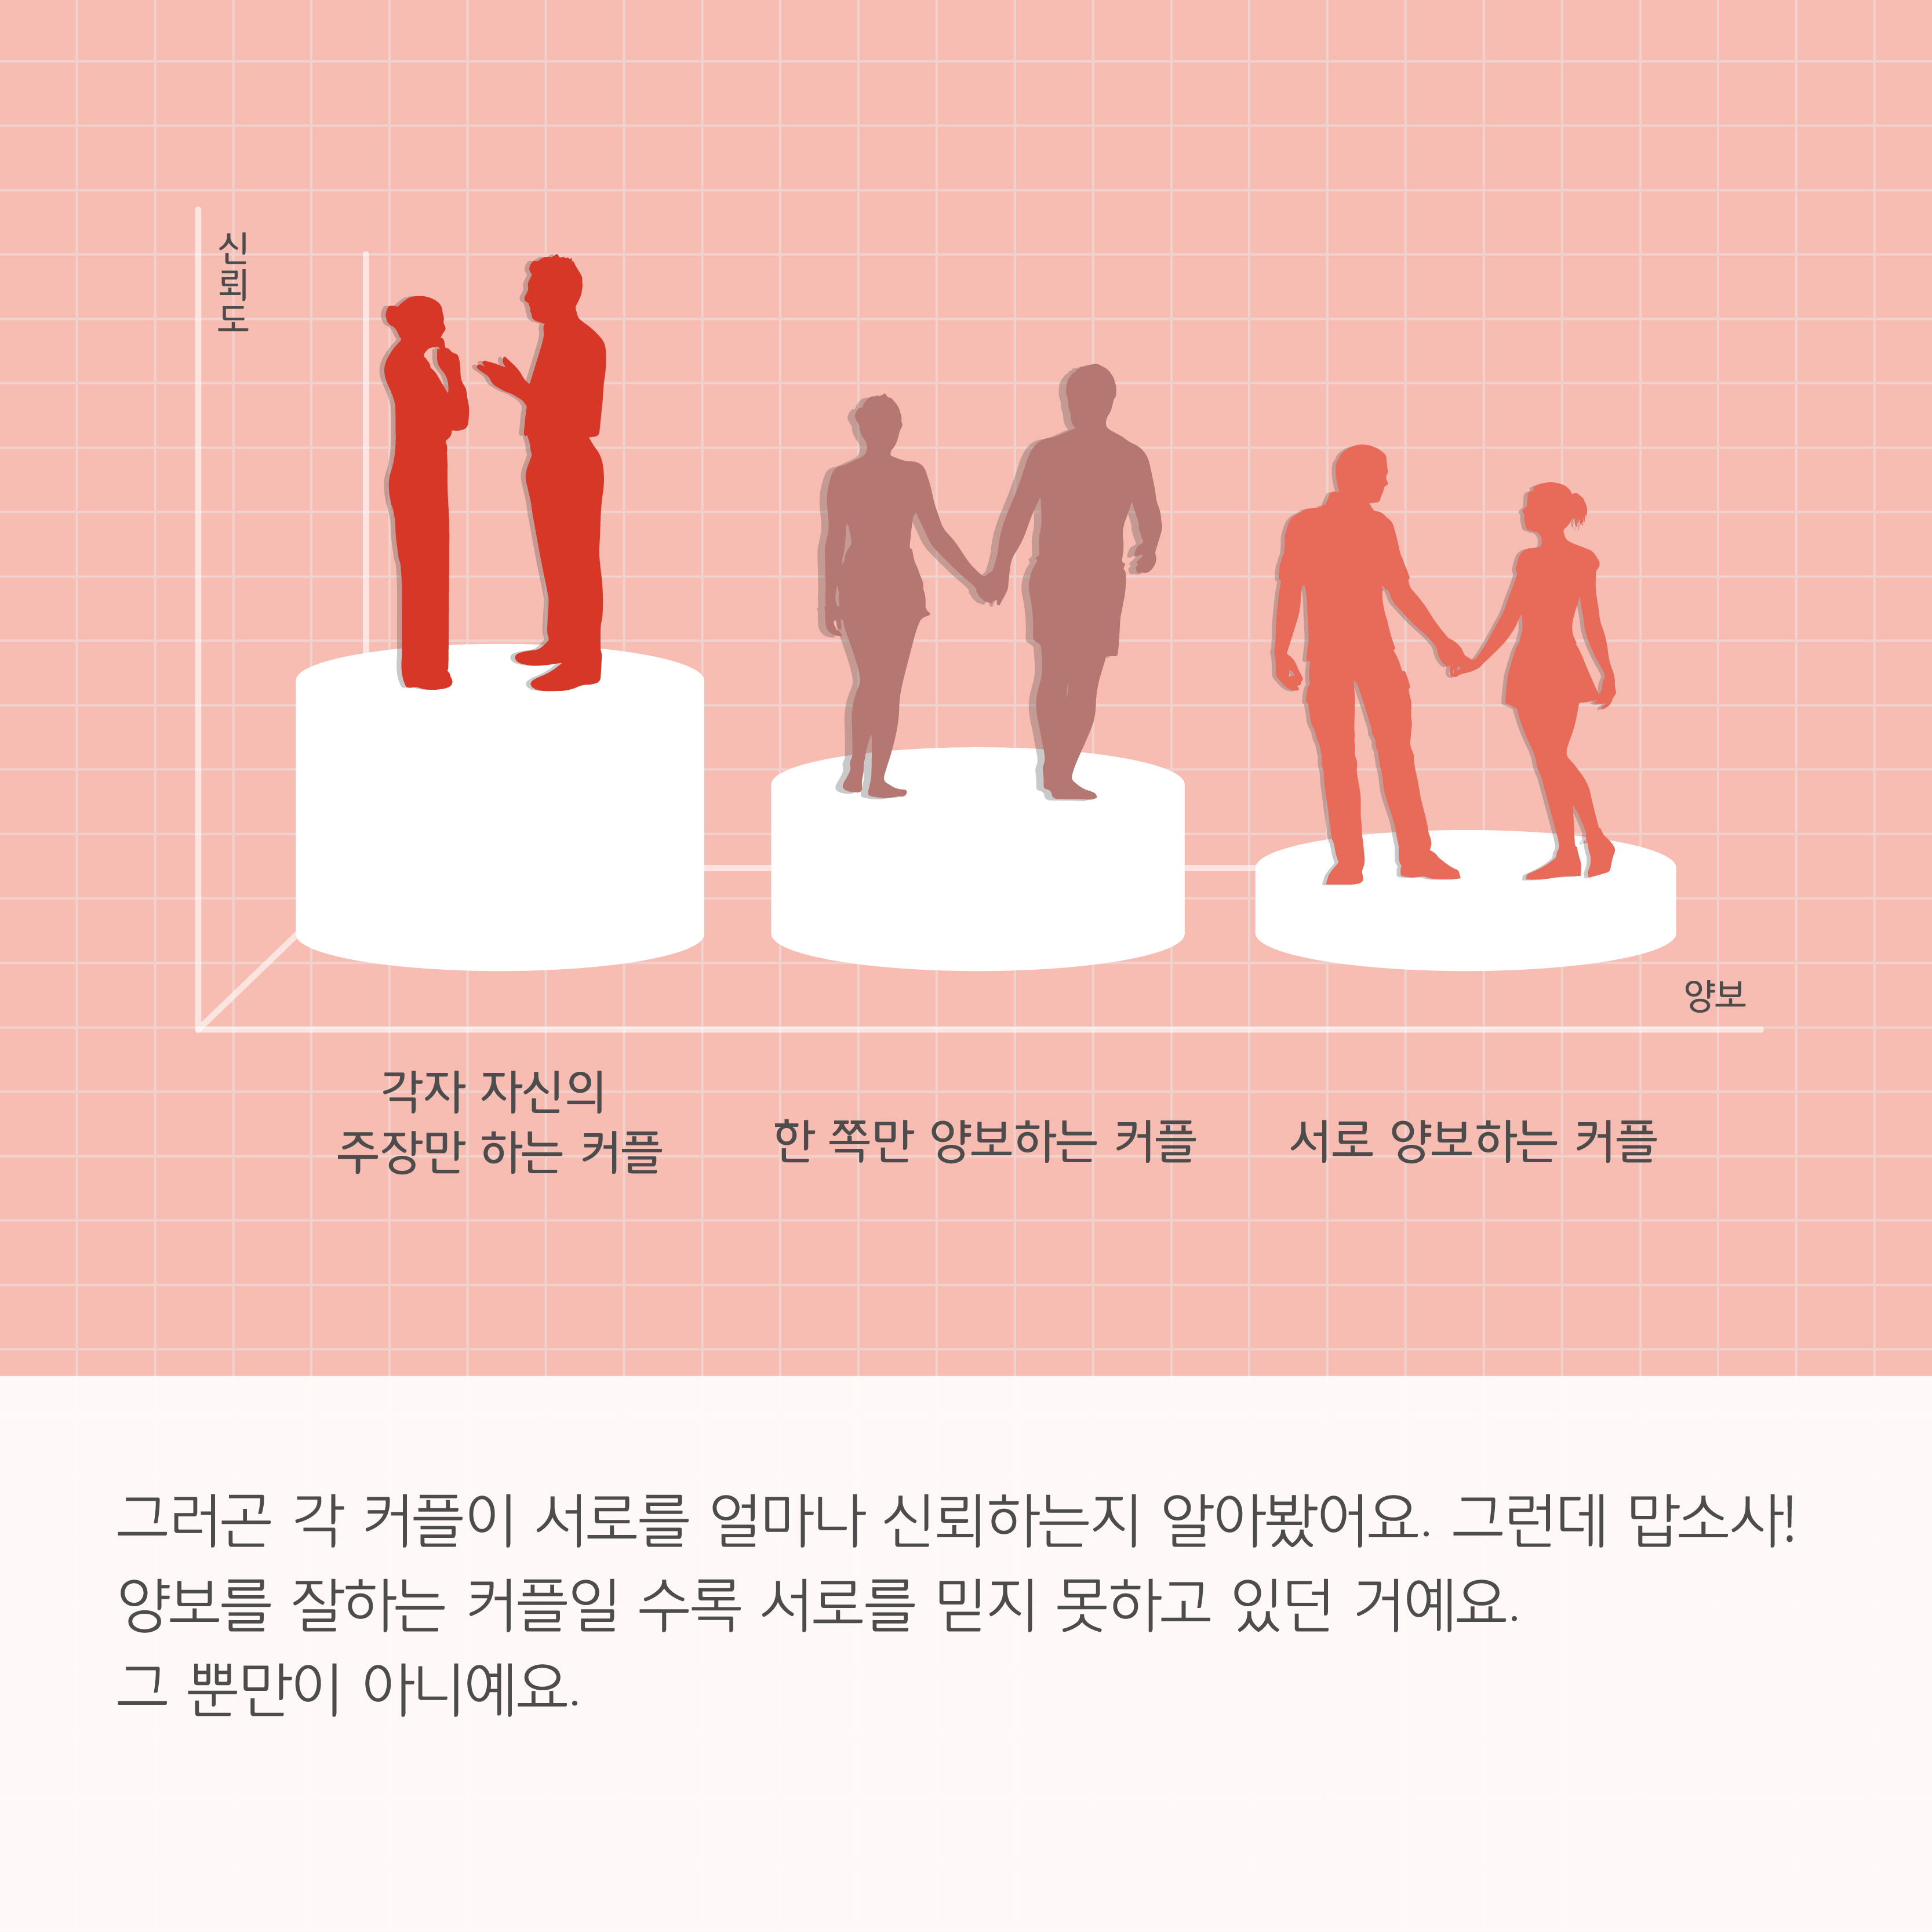 신뢰도
양보
각자 자신의
주장만 하는 커플
한 쪽만 양보하는 커플
서로 양보하는 커플
그러곤 각 커플이 서르를 얼마나 신뢰하는지 알아봤어요. 그런데 맙소사!
양보를 잘하는 커플일 수록 서로를 믿지 못하고 있던 거예요.
그 뿐만이 아니예요.